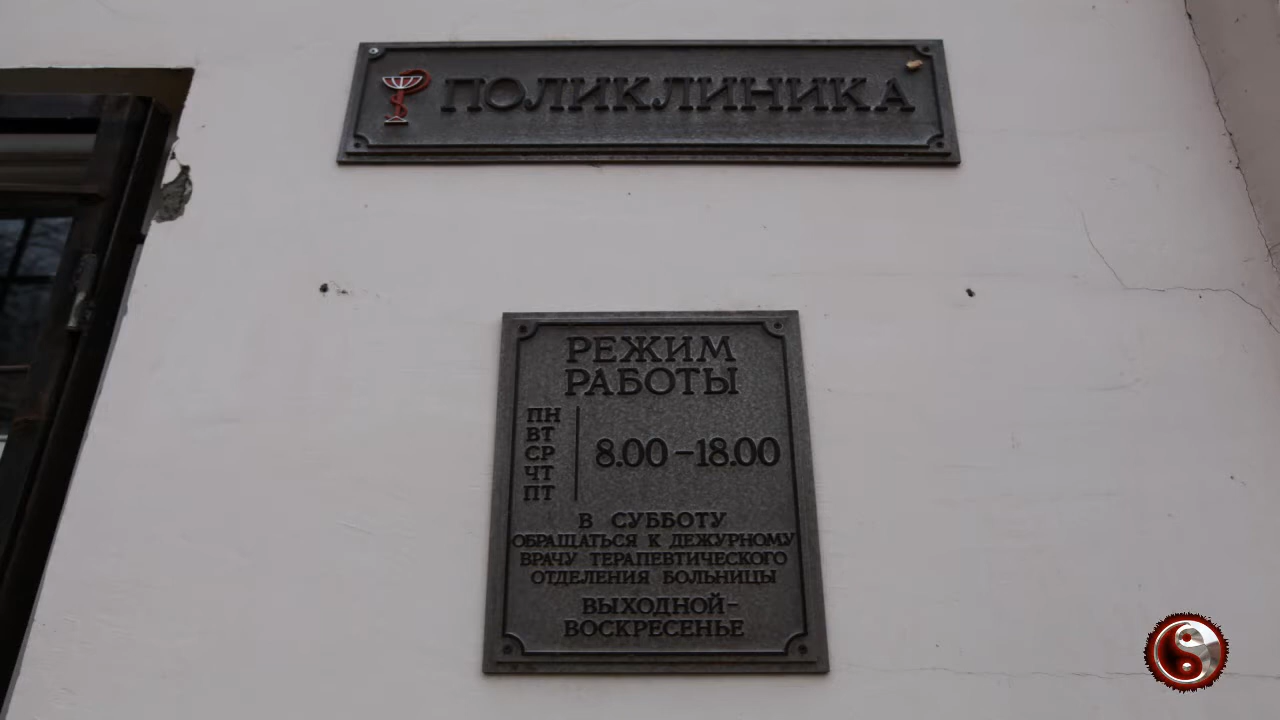 ПОЛИКЛИНИКА
РЕЖИМ
РАБОТЫ
ПН
ВТ
СР
ЧТ
ПТ
8.00-18.00
В СУББОТУ
ОБРАЩАТЬСЯ К ДЕЖУРНОМУ
ВРАЧУ ТЕРАПЕВТИЧЕСКОГО
ОТДЕЛЕНИЯ БОЛЬНИЦЫ
ВЫХОДНОЙ-
ВОСКРЕСЕНЬЕ